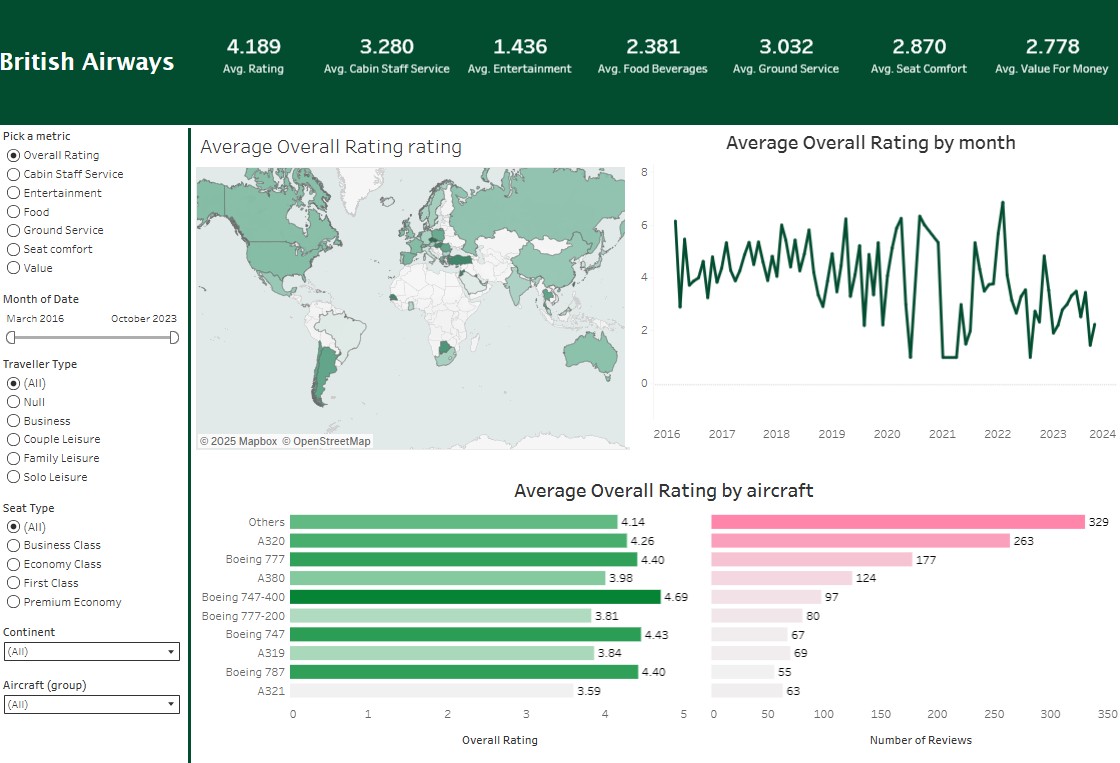 British Airways
4.189
Avg. Rating
3.280
Avg. Cabin Staff Service
1.436
Avg. Entertainment
2.381
Avg. Food Beverages
3.032
Avg. Ground Service
2.870
Avg. Seat Comfort
2.778
Avg. Value For Money
Pick a metric
Overall Rating
Cabin Staff Service
Entertainment
Food
Ground Service
Seat comfort
Value
Month of Date
March 2016 October 2023
Traveller Type
(All)
Null
Business
Couple Leisure
Family Leisure
Solo Leisure
Seat Type
(All)
Business Class
Economy Class
First Class
Premium Economy
Continent
(All)
Aircraft (group)
(All)
Average Overall Rating rating
© 2025 Mapbox © OpenStreetMap
Average Overall Rating by month
8
6
4
2
0
2016 2017 2018 2019 2020 2021 2022 2023 2024
Average Overall Rating by aircraft
Others 4.14 329
A320 4.26 263
Boeing 777 4.40 177
A380 3.98 124
Boeing 747-400 4.69 97
Boeing 777-200 3.81 80
Boeing 747 4.43 67
A319 3.84 69
Boeing 787 4.40 55
A321 3.59 63
0 1 2 3 4 5 0 50 100 150 200 250 300 350
Overall Rating Number of Reviews